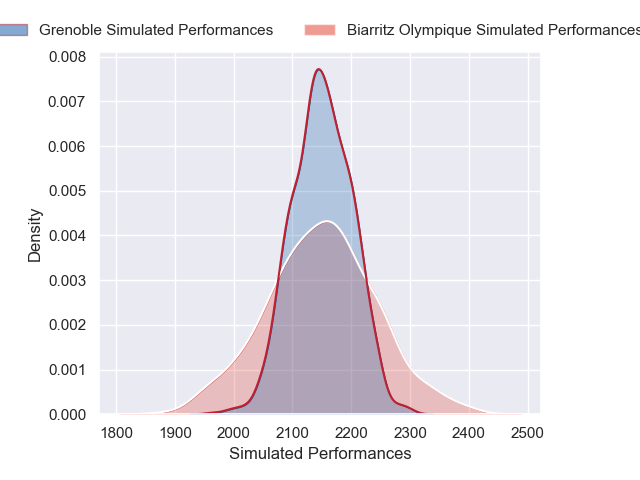 Grenoble Simulated Performances
Biarritz Olympique Simulated Performances
0.008
0.007
0.006
0.005
0.004
0.003
0.002
0.001
0.000
Density
1800 1900 2000 2100 2200 2300 2400 2500
Simulated Performances